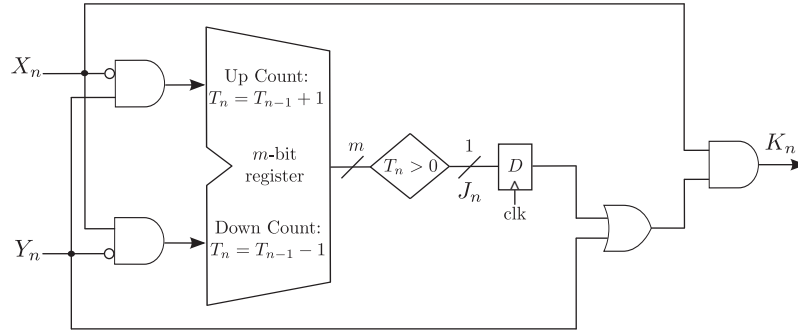 X_n
Up Count:
T_n = T_{n−1} + 1
m-bit
register
Down Count:
T_n = T_{n−1} − 1
Y_n
m
T_n > 0
1
J_n
D
clk
K_n